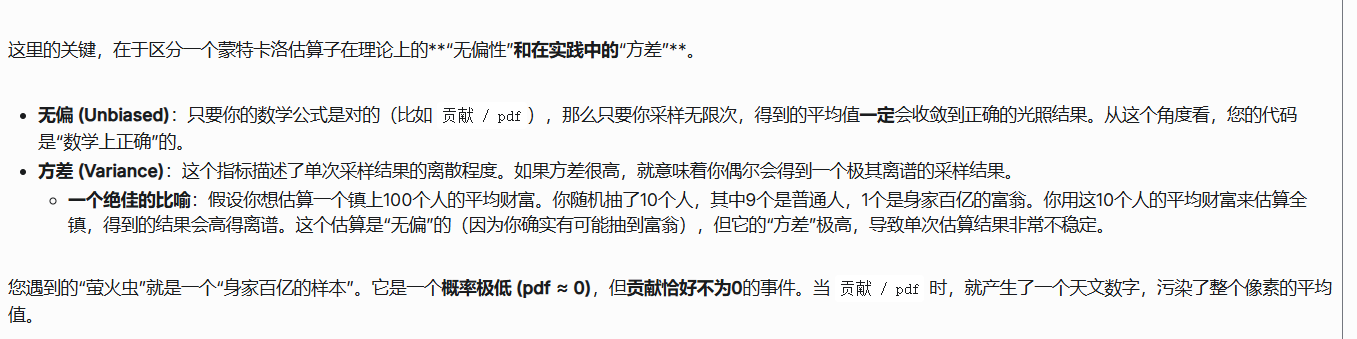 这里的关键，在于区分一个蒙特卡洛估算子在理论上的**“无偏性”和在实践中的“方差”**。
• 无偏 (Unbiased)：只要你的数学公式是对的（比如 贡献 / pdf ），那么只要你采样无限次，得到的平均值一定会收敛到正确的光照结果。从这个角度看，您的代码
是“数学上正确”的。
• 方差 (Variance)：这个指标描述了单次采样结果的离散程度。如果方差很高，就意味着你偶尔会得到一个极其离谱的采样结果。
○ 一个绝佳的比喻：假设你想估算一个镇上100个人的平均财富。你随机抽了10个人，其中9个是普通人，1个是身家百亿的富翁。你用这10个人的平均财富来估算全
镇，得到的结果会高得离谱。这个估算是“无偏”的（因为你确实有可能抽到富翁），但它的“方差”极高，导致单次估算结果非常不稳定。
您遇到的“萤火虫”就是一个“身家百亿的样本”。它是一个概率极低 (pdf ≈ 0)，但贡献恰好不为0的事件。当 贡献 / pdf 时，就产生了一个天文数字，污染了整个像素的平均
值。